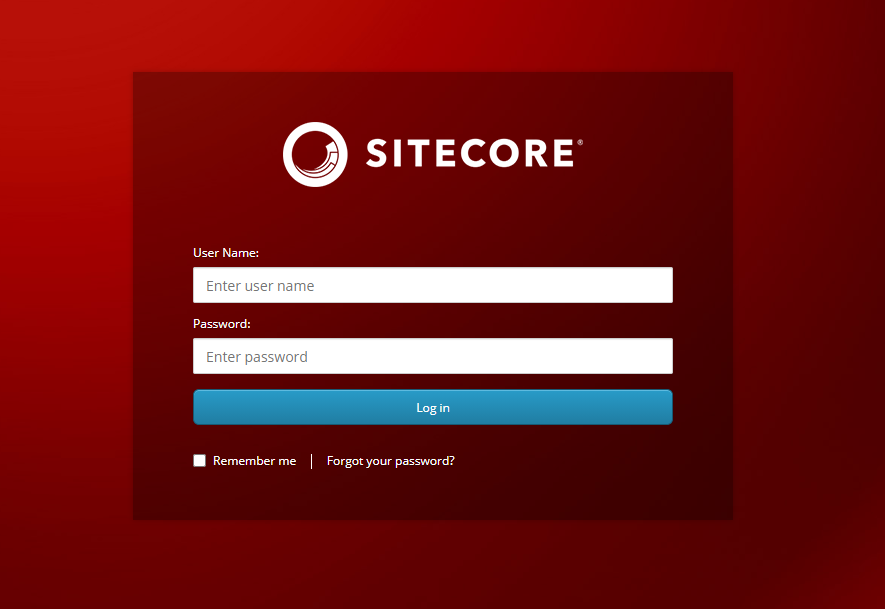 SITECORE®
User Name:
Enter user name
Password:
Enter password
Log in
Remember me | Forgot your password?